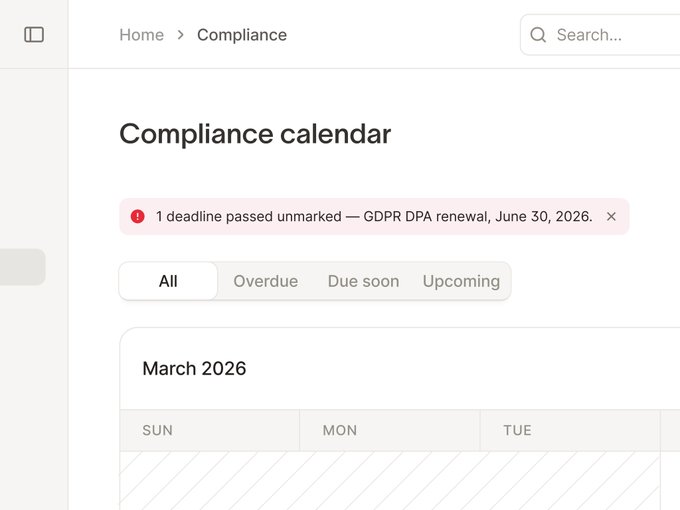 Home > Compliance
Search...
Compliance calendar
1 deadline passed unmarked — GDPR DPA renewal, June 30, 2026.
All Overdue Due soon Upcoming
March 2026
SUN MON TUE